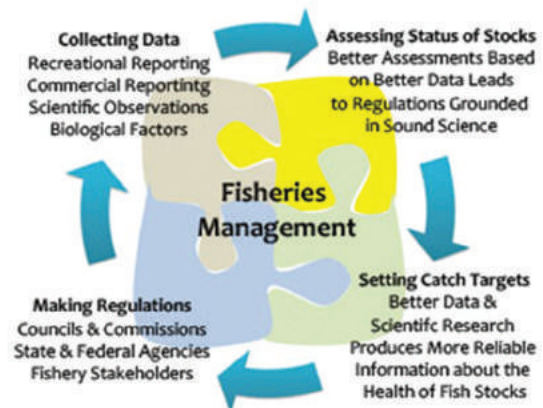 Collecting Data
Recreational Reporting
Commercial Reportintg
Scientific Observations
Biological Factors
Assessing Status of Stocks
Better Assessments Based
on Better Data Leads
to Regulations Grounded
in Sound Science
Fisheries
Management
Making Regulations
Councils & Commissions
State & Federal Agencies
Fishery Stakeholders
Setting Catch Targets
Better Data &
Scientifc Research
Produces More Reliable
Information about the
Health of Fish Stocks